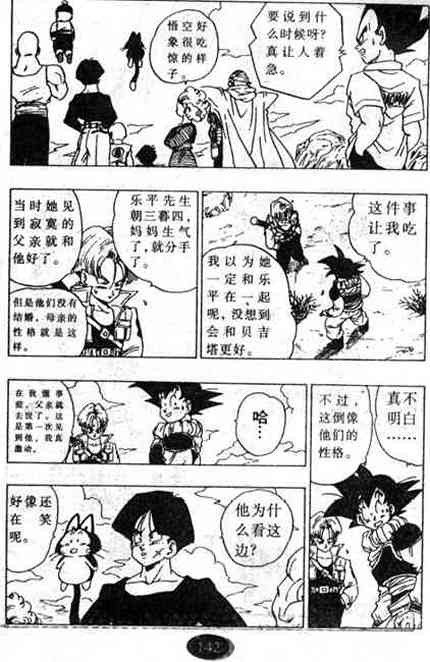 要说到什
么时候呀?
真让人着
急。
悟空好
象很吃
惊的样
子。
这件事
让我吃
了。
我以为她
一定和乐
平在一起
呢,没想到
会和贝吉
塔更好。
乐平先生
朝三暮四,
妈妈生气
了,就分手
了。
当时她见
到寂寞的
父亲就和
他好了。
但是他们没有
结婚,母亲的
性格就是这
样。
真不
明白
……
不过,
这倒像
他们的
性格。
哈
…
在我懂事
前,父亲就
去世了。这
是第一次见
到他,我真
激动。
他为什
么看这
边?
好像还
在笑
呢。
142